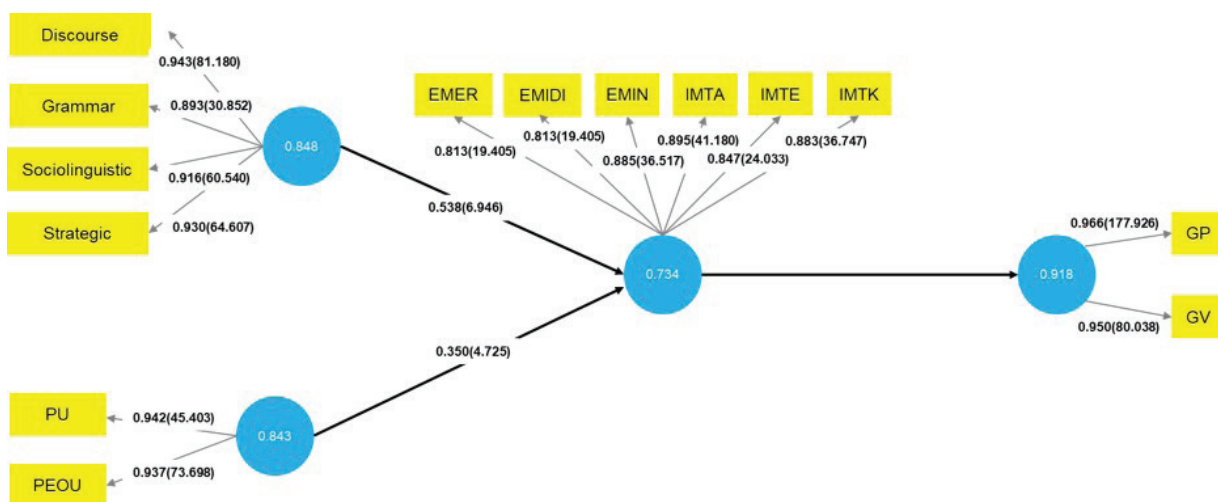 Discourse
0.943(81.180)
Grammar
0.893(30.852)
0.848
Sociolinguistic
0.916(60.540)
Strategic
0.930(64.607)
EMER
EMIDI
EMIN
IMTA
IMTE
IMTK
0.813(19.405)
0.813(19.405)
0.885(36.517)
0.895(41.180)
0.847(24.033)
0.883(36.747)
0.538(6.946)
0.734
0.966(177.926)
GP
0.918
GV
0.950(80.038)
0.350(4.725)
PU
0.942(45.403)
0.843
PEOU
0.937(73.698)